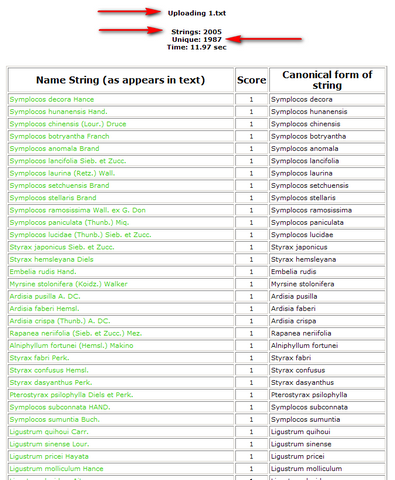 Uploading 1.txt
Strings: 2005
Unique: 1987
Time: 11.97 sec
Name String (as appears in text) Score Canonical form of string
Symplocos decora Hance 1 Symplocos decora
Symplocos hunanensis Hand. 1 Symplocos hunanensis
Symplocos chinensis (Lour.) Druce 1 Symplocos chinensis
Symplocos botryantha Franch 1 Symplocos botryantha
Symplocos anomala Brand 1 Symplocos anomala
Symplocos lancifolia Sieb. et Zucc. 1 Symplocos lancifolia
Symplocos laurina (Retz.) Wall. 1 Symplocos laurina
Symplocos setchuensis Brand 1 Symplocos setchuensis
Symplocos stellaris Brand 1 Symplocos stellaris
Symplocos ramosissima Wall. ex G. Don 1 Symplocos ramosissima
Symplocos paniculata (Thunb.) Miq. 1 Symplocos paniculata
Symplocos lucidae (Thunb.) Sieb. et Zucc. 1 Symplocos lucidae
Styrax japonicus Sieb. et Zucc. 1 Styrax japonicus
Styrax hemsleyana Diels 1 Styrax hemsleyana
Embelia rudis Hand. 1 Embelia rudis
Myrsine stolonifera (Koidz.) Walker 1 Myrsine stolonifera
Ardisia pusilla A. DC. 1 Ardisia pusilla
Ardisia faberi Hemsl. 1 Ardisia faberi
Ardisia crispa (Thunb.) A. DC. 1 Ardisia crispa
Rapanea neriifolia (Sieb. et Zucc.) Mez. 1 Rapanea neriifolia
Alniphyllum fortunei (Hemsl.) Makino 1 Alniphyllum fortunei
Styrax fabri Perk. 1 Styrax fabri
Styrax confusus Hemsl. 1 Styrax confusus
Styrax dasyanthus Perk. 1 Styrax dasyanthus
Pterostyrax psilophylla Diels et Perk. 1 Pterostyrax psilophylla
Symplocos subconnata HAND. 1 Symplocos subconnata
Symplocos sumuntia Buch. 1 Symplocos sumuntia
Ligustrum quihoui Carr. 1 Ligustrum quihoui
Ligustrum sinense Lour. 1 Ligustrum sinense
Ligustrum pricei Hayata 1 Ligustrum pricei
Ligustrum molliculum Hance 1 Ligustrum molliculum